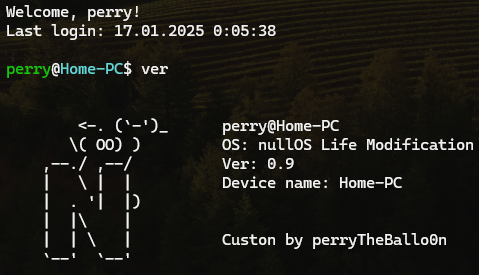 Welcome, perry!
Last login: 17.01.2025 0:05:38
perry@Home-PC$ ver
<-. (`-')_
\( OO) )
,--./ ,--/
|   \ |  |
|  . '|  |)
|  |\    |
|  | \   |
`--'  `--'
perry@Home-PC
OS: nullOS Life Modification
Ver: 0.9
Device name: Home-PC
Custon by perryTheBallo0n